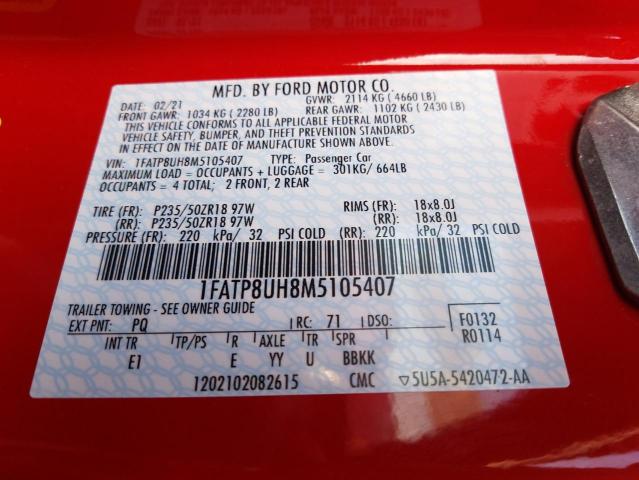 MFD. BY FORD MOTOR CO.
DATE: 02/21 GVWR: 2114 KG ( 4660 LB)
FRONT GAWR: 1034 KG ( 2280 LB) REAR GAWR: 1102 KG ( 2430 LB)
THIS VEHICLE CONFORMS TO ALL APPLICABLE FEDERAL MOTOR
VEHICLE SAFETY, BUMPER, AND THEFT PREVENTION STANDARDS
IN EFFECT ON THE DATE OF MANUFACTURE SHOWN ABOVE.
VIN: 1FATP8UH8M5105407 TYPE: Passenger Car
MAXIMUM LOAD = OCCUPANTS + LUGGAGE = 301KG/ 664LB
OCCUPANTS = 4 TOTAL; 2 FRONT, 2 REAR
TIRE (FR): P235/50ZR18 97W RIMS (FR): 18x8.0J
(RR): P235/50ZR18 97W (RR): 18x8.0J
PRESSURE (FR): 220 kPa/ 32 PSI COLD (RR): 220 kPa/ 32 PSI COLD
1FATP8UH8M5105407
TRAILER TOWING - SEE OWNER GUIDE
EXT PNT: PQ RC: 71 DSO: F0132
INT TR TP/PS R AXLE TR SPR R0114
E1 E YY U BBKK
1202102082615 CMC ▽5U5A-5420472-AA